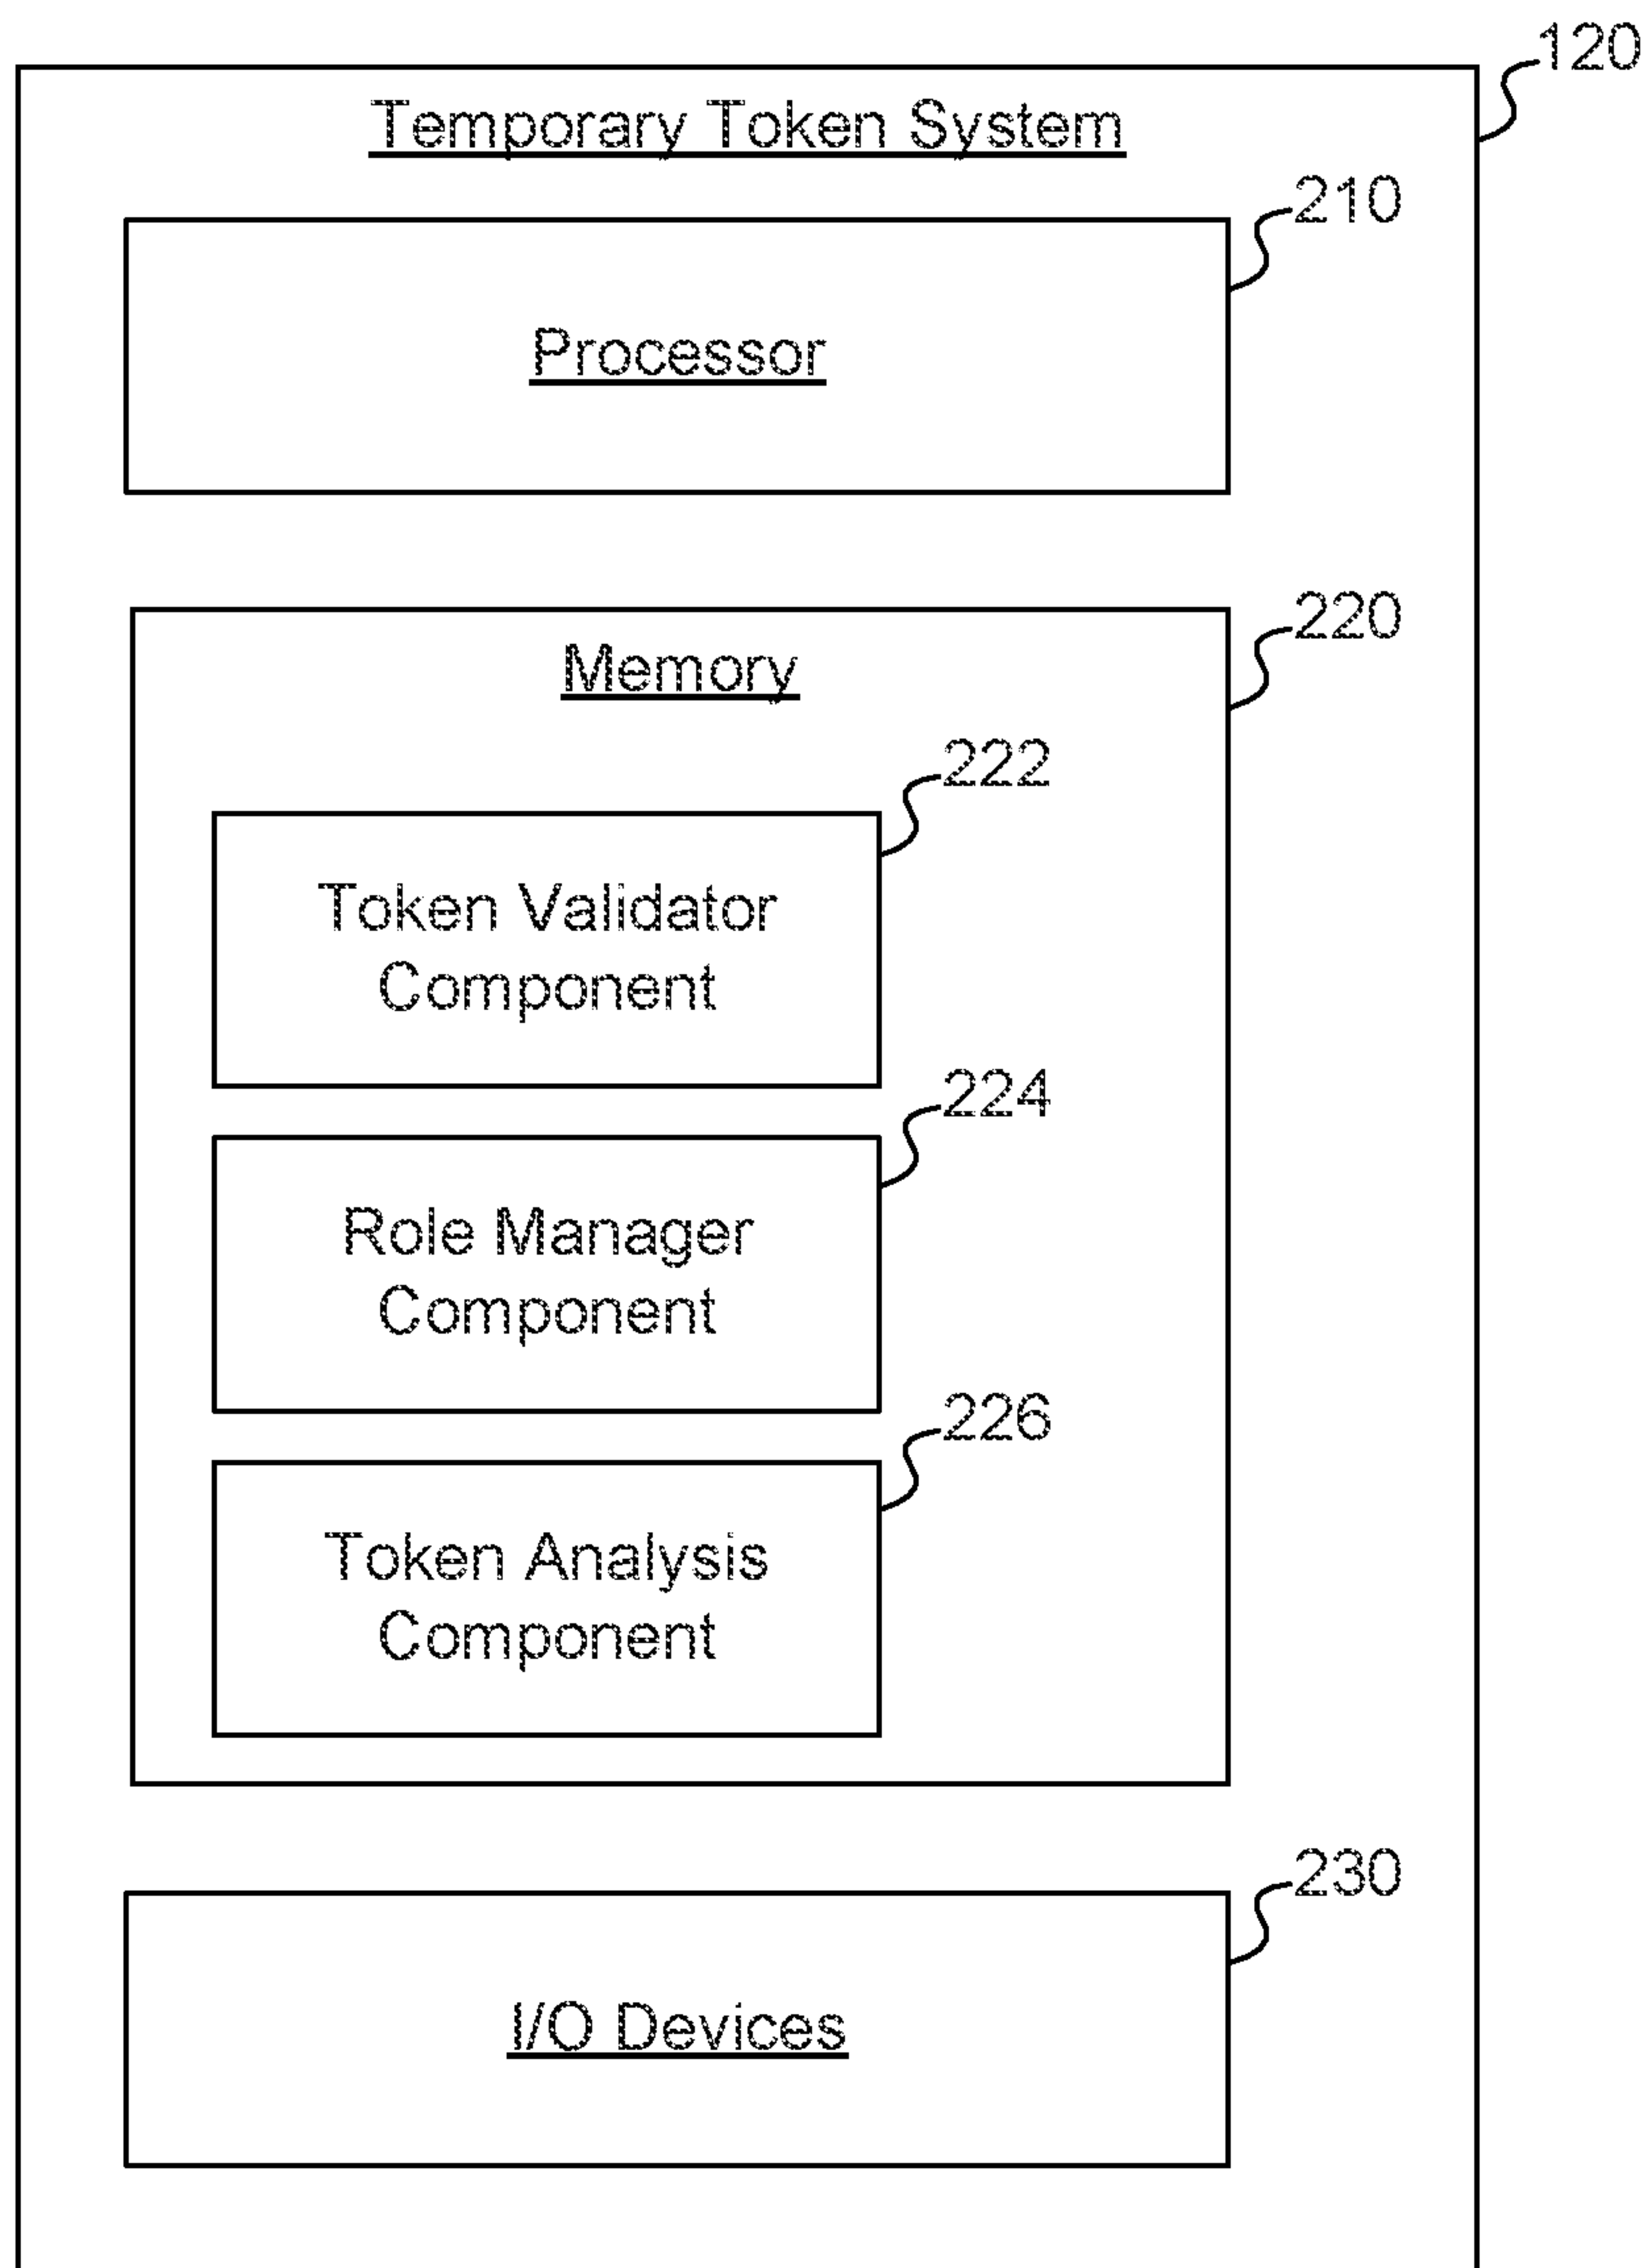 120
Temporary Token System
210
Processor
220
Memory
222
Token Validator
Component
224
Role Manager
Component
226
Token Analysis
Component
230
I/O Devices